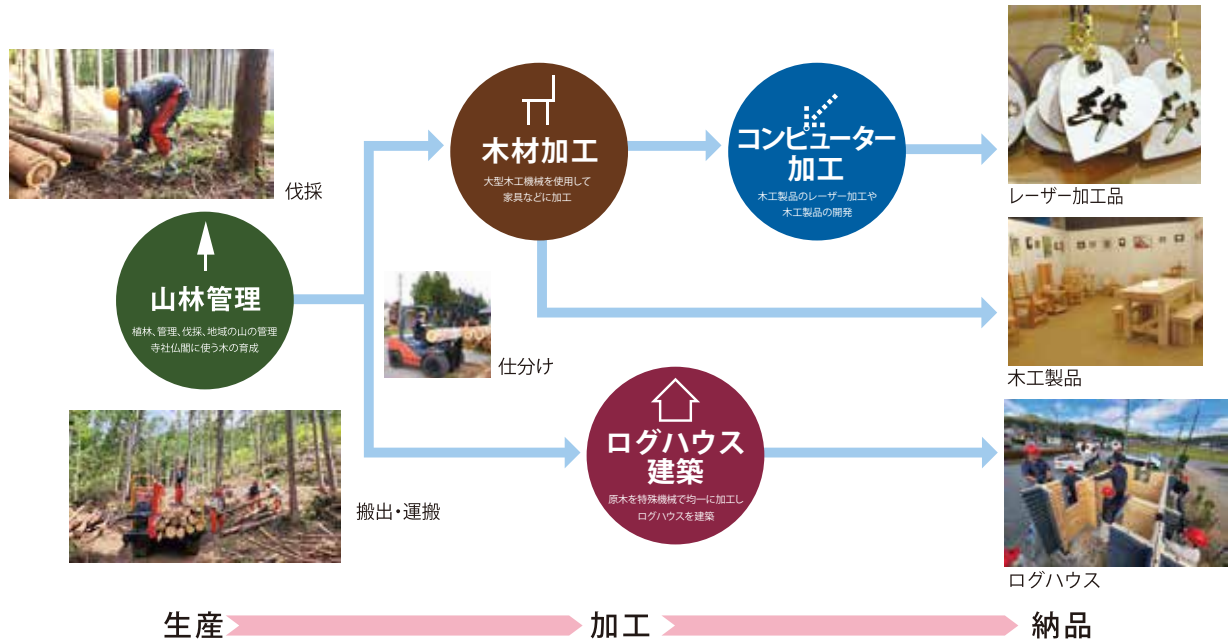 伐採
山林管理
植林、管理、伐採、地域の山の管理
寺社仏閣に使う木の育成
搬出・運搬
木材加工
大型木工機械を使用して
家具などに加工
仕分け
コンピューター
加工
木工製品のレーザー加工や
木工製品の開発
ログハウス
建築
原木を特殊機械で均一に加工し
ログハウスを建築
レーザー加工品
木工製品
ログハウス
生産
加工
納品